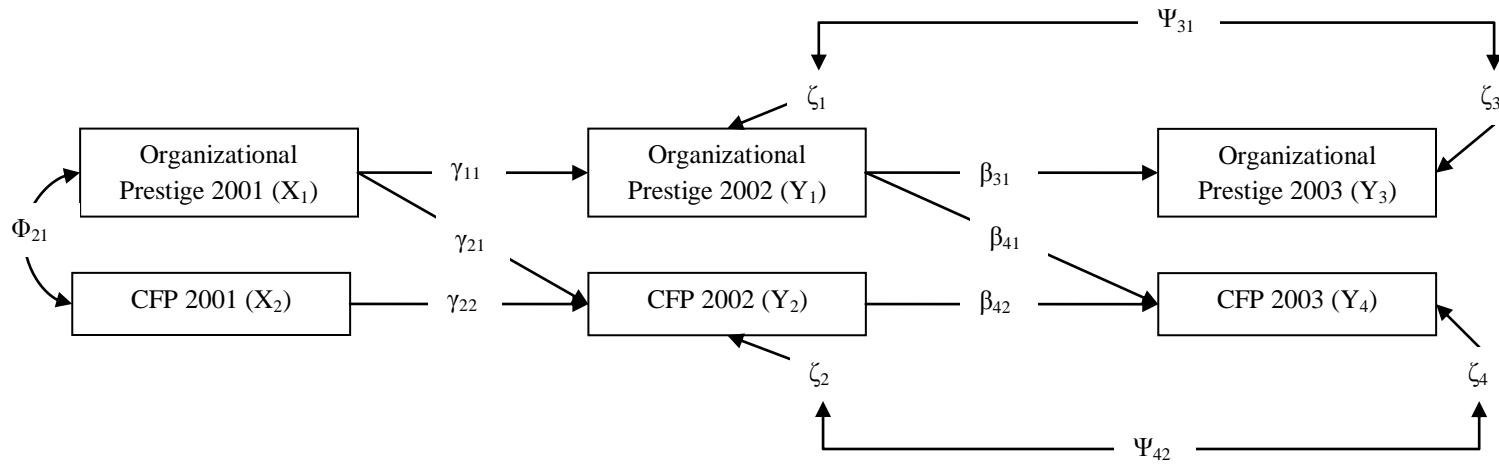 Ψ₃₁
ζ₁
ζ₃
Organizational
Prestige 2001 (X₁)
γ₁₁
Organizational
Prestige 2002 (Y₁)
β₃₁
Organizational
Prestige 2003 (Y₃)
Φ₂₁
γ₂₁
β₄₁
CFP 2001 (X₂)
γ₂₂
CFP 2002 (Y₂)
β₄₂
CFP 2003 (Y₄)
ζ₂
ζ₄
Ψ₄₂